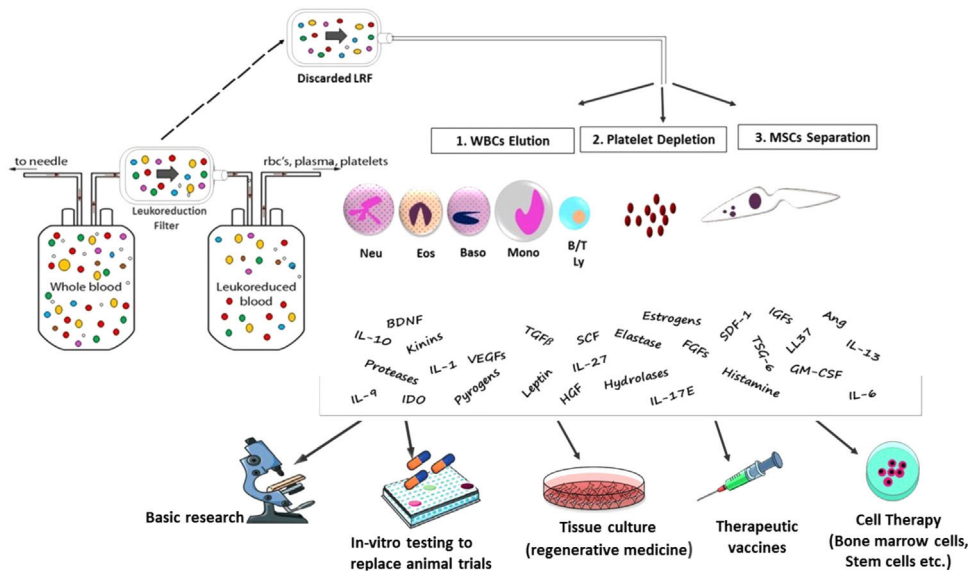 Discarded LRF
1. WBCs Elution
2. Platelet Depletion
3. MSCs Separation
to needle
rbc's, plasma, platelets
Leukoreduction
Filter
Whole blood
Leukoreduced
blood
Neu
Eos
Baso
Mono
B/T
Ly
BDNF
IL-10
Kinins
Proteases
IL-1
VEGFs
IL-9
IDO
Pyrogens
TGFβ
SCF
Estrogens
Elastase
IL-27
Leptin
HGF
Hydrolases
FGFs
IL-17E
SDF-1
IGFs
TSG-6
LL37
Ang
IL-13
GM-CSF
Histamine
IL-6
Basic research
In-vitro testing to
replace animal trials
Tissue culture
(regenerative medicine)
Therapeutic
vaccines
Cell Therapy
(Bone marrow cells,
Stem cells etc.)